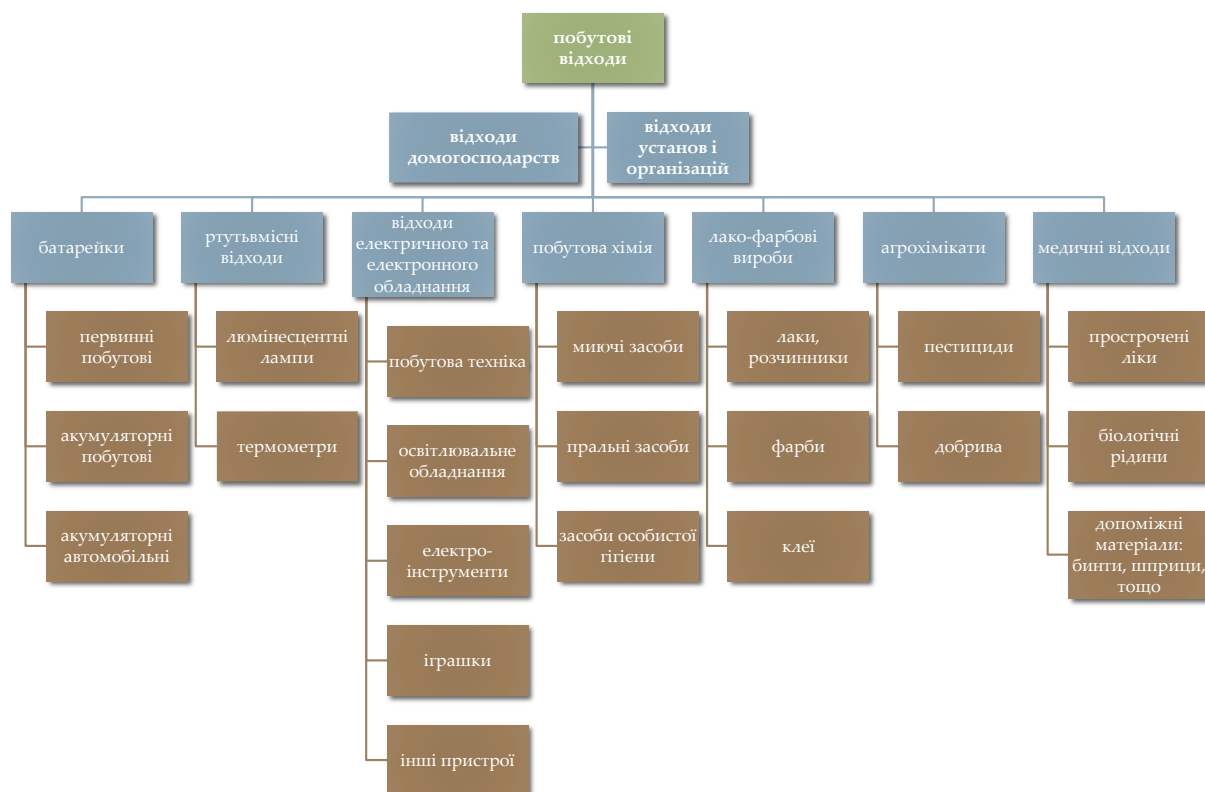 побутові
відходи
відходи
домогосподарств
відходи
установ і
організацій
батарейки
ртутьвмісні
відходи
відходи
електричного та
електронного
обладнання
побутова хімія
лако-фарбові
вироби
агрохімікати
медичні відходи
первинні
побутові
акумуляторні
побутові
акумуляторні
автомобільні
люмінесцентні
лампи
термометри
побутова техніка
освітлювальне
обладнання
електро-
інструменти
іграшки
інші пристрої
миючі засоби
пральні засоби
засоби особистої
гігієни
лаки,
розчинники
фарби
клеї
пестициди
добрива
прострочені
ліки
біологічні
рідини
допоміжні
матеріали:
бинти, шприци,
тощо